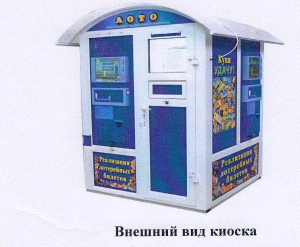 ЛОТО
Купи
УДАЧУ!
Реализация
лотерейных
билетов
Реализация
лотерейных
билетов
Внешний вид киоска